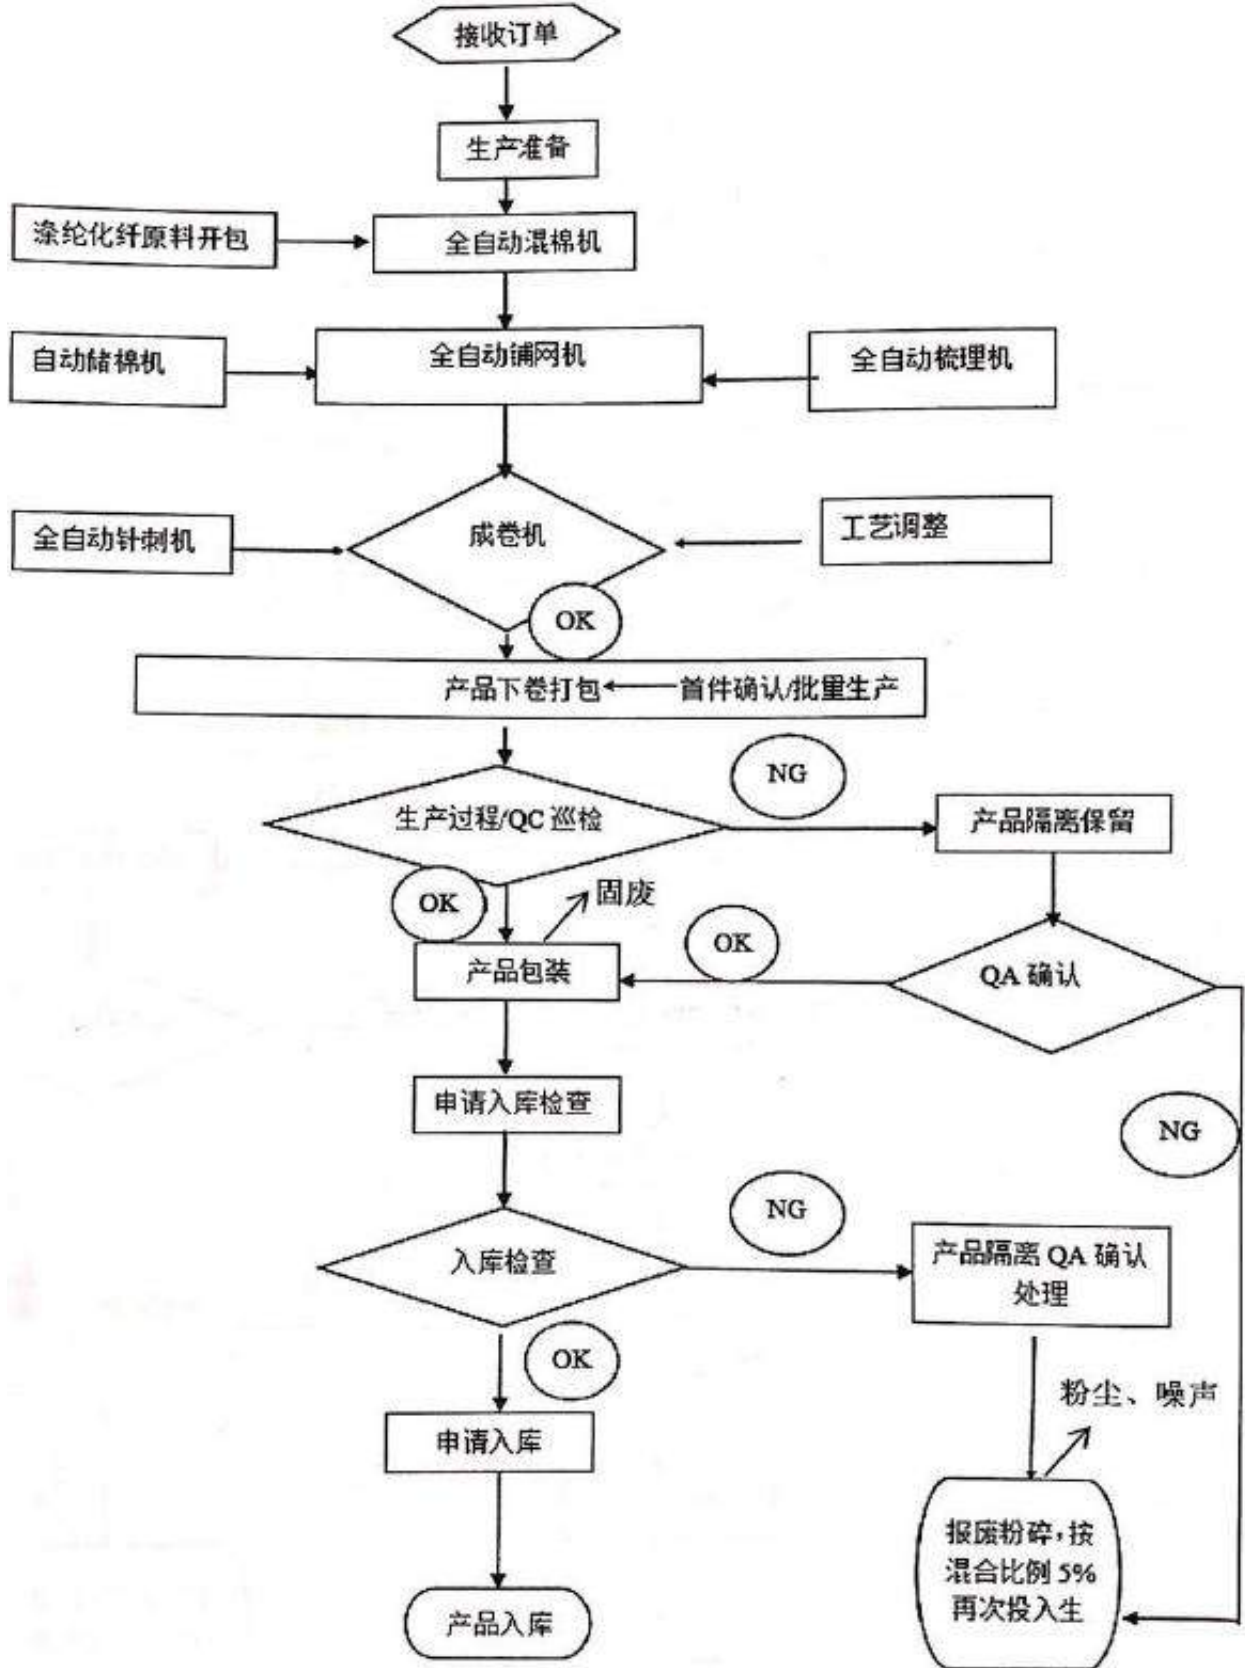 接收订单
生产准备
涤纶化纤原料开包
全自动混棉机
自动储棉机
全自动铺网机
全自动梳理机
全自动针刺机
成卷机
工艺调整
OK
产品下卷打包
首件确认/批量生产
NG
生产过程/QC 巡检
产品隔离保留
OK
固废
OK
产品包装
QA 确认
申请入库检查
NG
NG
入库检查
产品隔离 QA 确认
处理
OK
粉尘、噪声
申请入库
报废粉碎，按
混合比例 5%
再次投入生
产品入库